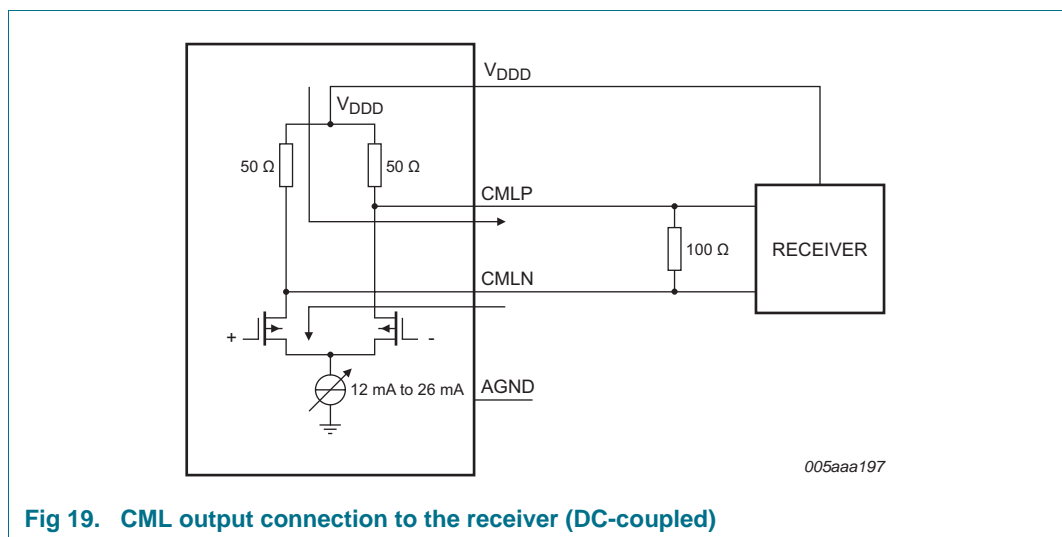 VDDD
VDDD
50 Ω
50 Ω
CMLP
100 Ω
RECEIVER
CMLN
+
-
12 mA to 26 mA
AGND
005aaa197
Fig 19. CML output connection to the receiver (DC-coupled)